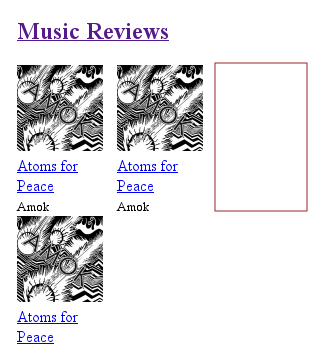 Music Reviews
Atoms for
Peace
Amok
Atoms for
Peace
Amok
Atoms for
Peace